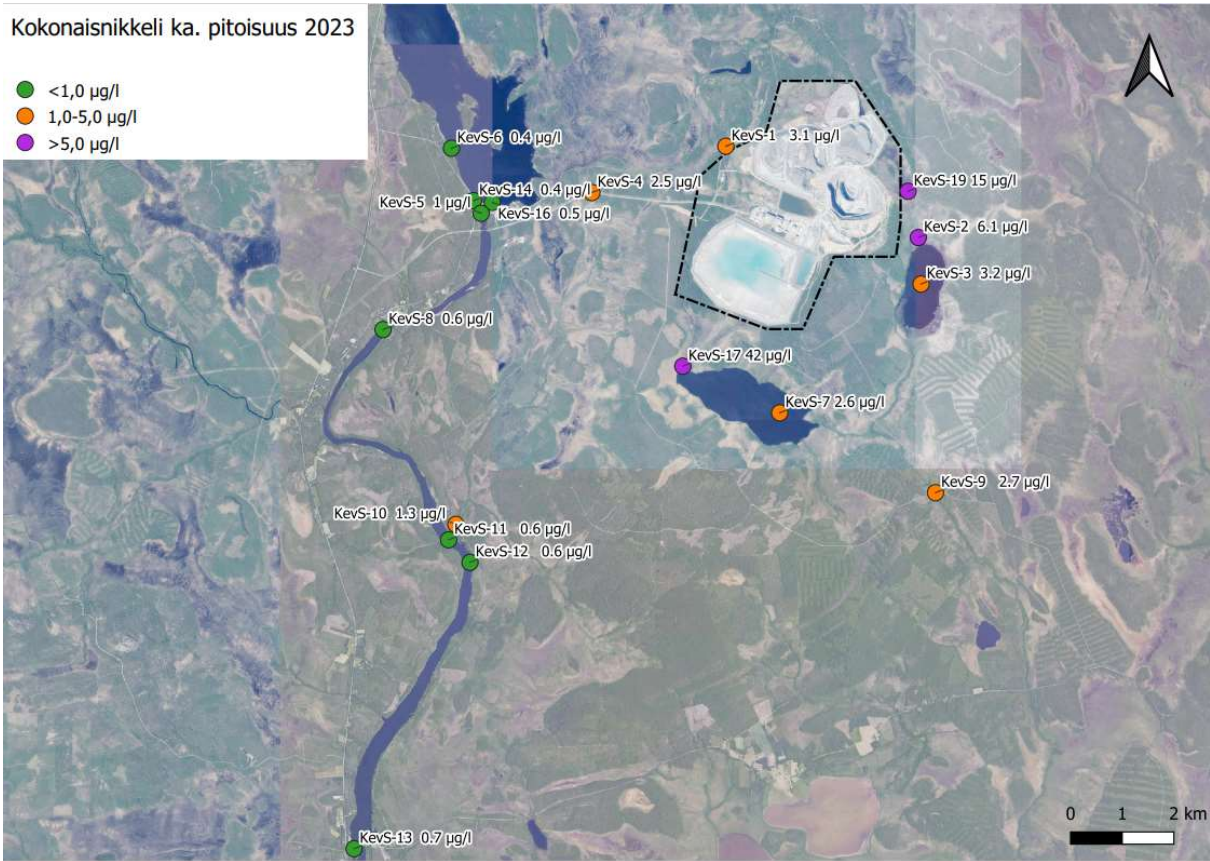 Kokonaisnikkeli ka. pitoisuus 2023
<1,0 µg/l
1,0-5,0 µg/l
>5,0 µg/l
KevS-6 0.4 µg/l
KevS-1 3.1 µg/l
KevS-14 0.4 µg/l
KevS-4 2.5 µg/l
KevS-19 15 µg/l
KevS-5 1 µg/l
KevS-16 0.5 µg/l
KevS-2 6.1 µg/l
KevS-3 3.2 µg/l
KevS-8 0.6 µg/l
KevS-17 42 µg/l
KevS-7 2.6 µg/l
KevS-9 2.7 µg/l
KevS-10 1.3 µg/l
KevS-11 0.6 µg/l
KevS-12 0.6 µg/l
KevS-13 0.7 µg/l
0 1 2 km